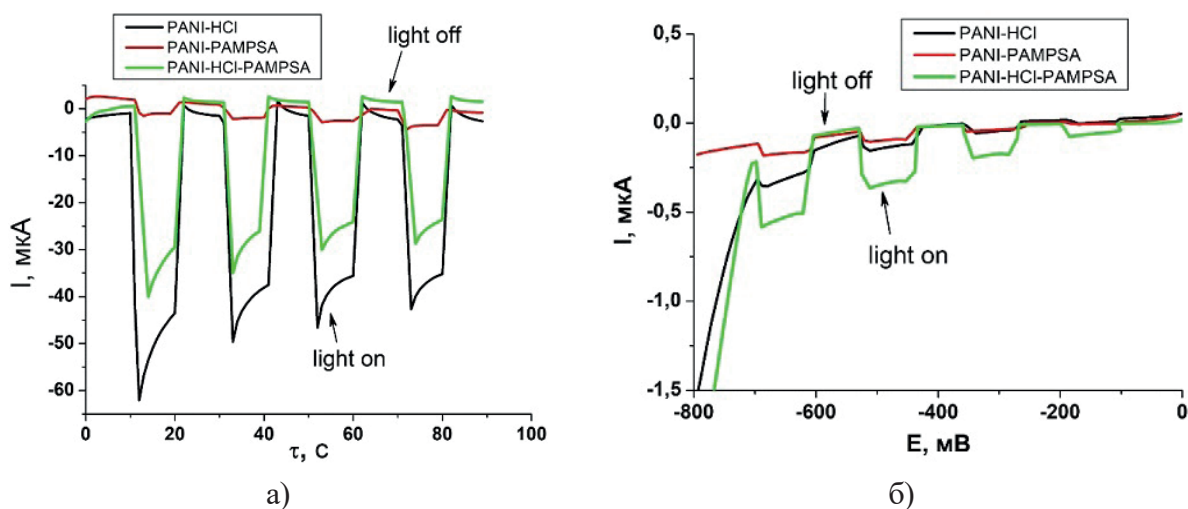 PANI-HCl
PANI-PAMPSA
PANI-HCl-PAMPSA
light off
0
-10
-20
-30
-40
-50
-60
I, мкА
light on
0
20
40
60
80
100
τ, с
а)
PANI-HCl
PANI-PAMPSA
PANI-HCl-PAMPSA
0,5
0,0
-0,5
-1,0
-1,5
I, мкА
light off
light on
-800
-600
-400
-200
0
E, мВ
б)